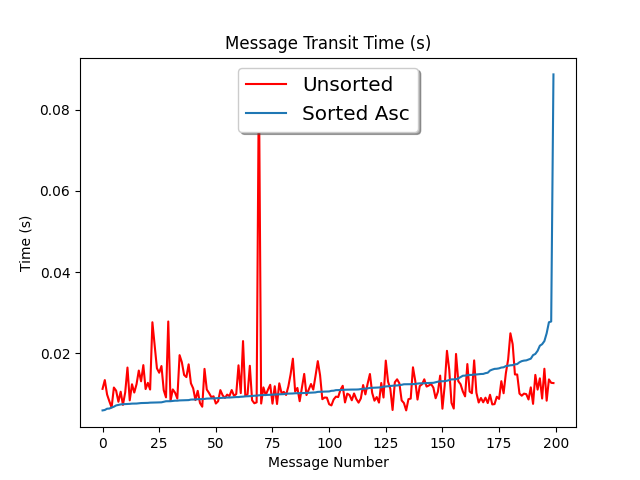 Message Transit Time (s)
Unsorted
Sorted Asc
0.08
0.06
0.04
0.02
Time (s)
0 25 50 75 100 125 150 175 200
Message Number